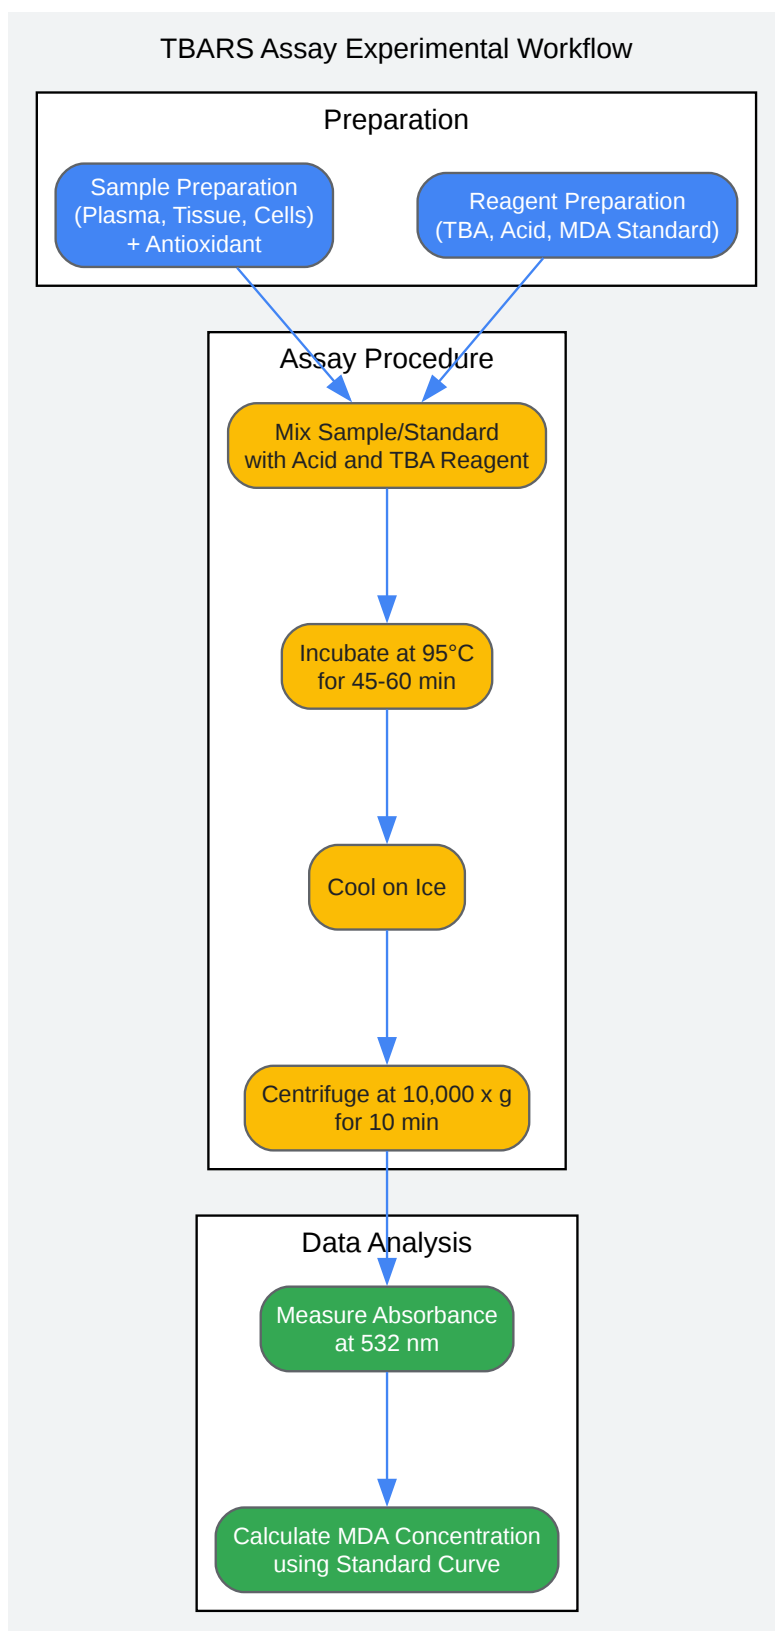 TBARS Assay Experimental Workflow
Preparation
Sample Preparation
(Plasma, Tissue, Cells)
+ Antioxidant
Reagent Preparation
(TBA, Acid, MDA Standard)
Assay Procedure
Mix Sample/Standard
with Acid and TBA Reagent
Incubate at 95°C
for 45-60 min
Cool on Ice
Centrifuge at 10,000 x g
for 10 min
Data Analysis
Measure Absorbance
at 532 nm
Calculate MDA Concentration
using Standard Curve